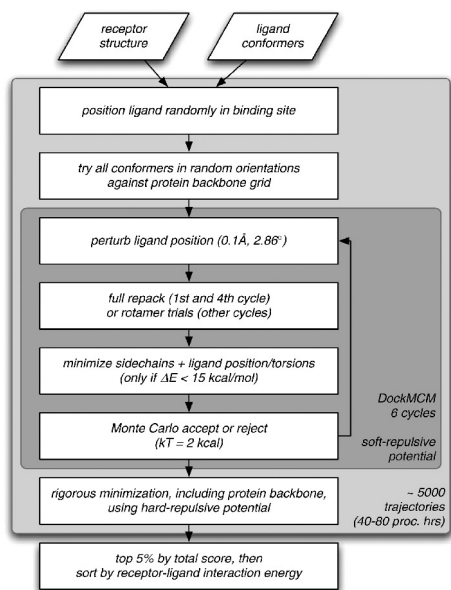 receptor
structure
ligand
conformers
position ligand randomly in binding site
try all conformers in random orientations
against protein backbone grid
perturb ligand position (0.1Å, 2.86°)
full repack (1st and 4th cycle)
or rotamer trials (other cycles)
minimize sidechains + ligand position/torsions
(only if ΔE < 15 kcal/mol)
Monte Carlo accept or reject
(kT = 2 kcal)
DockMCM
6 cycles
soft-repulsive
potential
rigorous minimization, including protein backbone,
using hard-repulsive potential
~ 5000
trajectories
(40-80 proc. hrs)
top 5% by total score, then
sort by receptor-ligand interaction energy